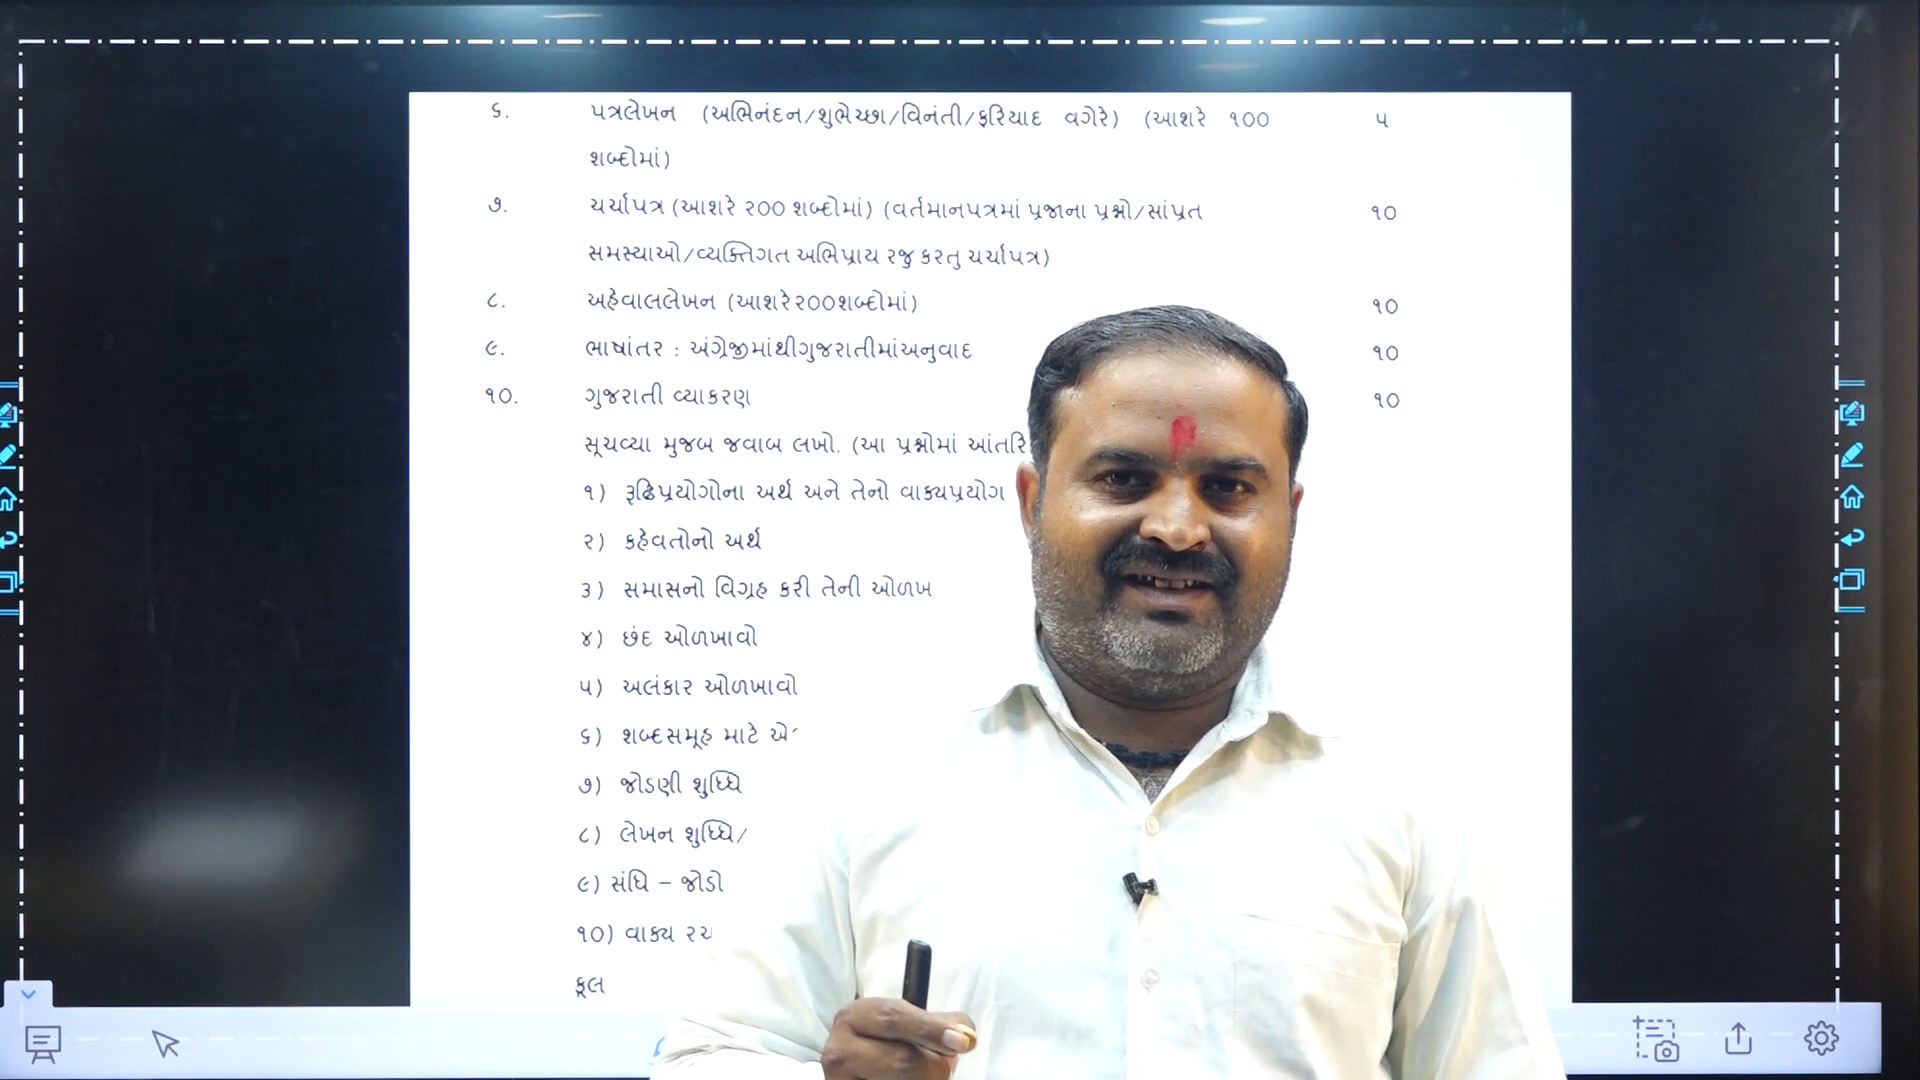 ૬. પત્રલેખન (અભિનંદન/શુભેચ્છા/વિનંતી/ફરિયાદ વગેરે) (આશરે ૧૦૦ ૫
શબ્દોમાં)
૭. ચર્ચાપત્ર (આશરે ૨૦૦ શબ્દોમાં) (વર્તમાનપત્રમાં પ્રજાના પ્રશ્નો/સાંપ્રત ૧૦
સમસ્યાઓ/વ્યક્તિગત અભિપ્રાય રજુ કરતુ ચર્ચાપત્ર)
૮. અહેવાલલેખન (આશરે૨૦૦શબ્દોમાં) ૧૦
૯. ભાષાંતર : અંગ્રેજીમાંથીગુજરાતીમાંઅનુવાદ ૧૦
૧૦. ગુજરાતી વ્યાકરણ ૧૦
સૂચવ્યા મુજબ જવાબ લખો. (આ પ્રશ્નોમાં આંતરિ
૧) રૂઢિપ્રયોગોના અર્થ અને તેનો વાક્યપ્રયોગ
૨) કહેવતોનો અર્થ
૩) સમાસનો વિગ્રહ કરી તેની ઓળખ
૪) છંદ ઓળખાવો
૫) અલંકાર ઓળખાવો
૬) શબ્દસમૂહ માટે એ
૭) જોડણી શુધ્ધિ
૮) લેખન શુધ્ધિ/
૯) સંધિ – જોડો
૧૦) વાક્ય રચ
કૂલ